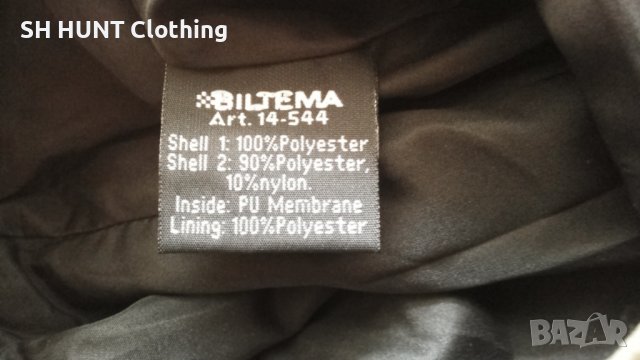 SH HUNT Clothing
BILTEMA
Art. 14-544
Shell 1: 100%Polyester
Shell 2: 90%Polyester,
10%nylon.
Inside: PU Membrane
Lining: 100%Polyester
BAZAR